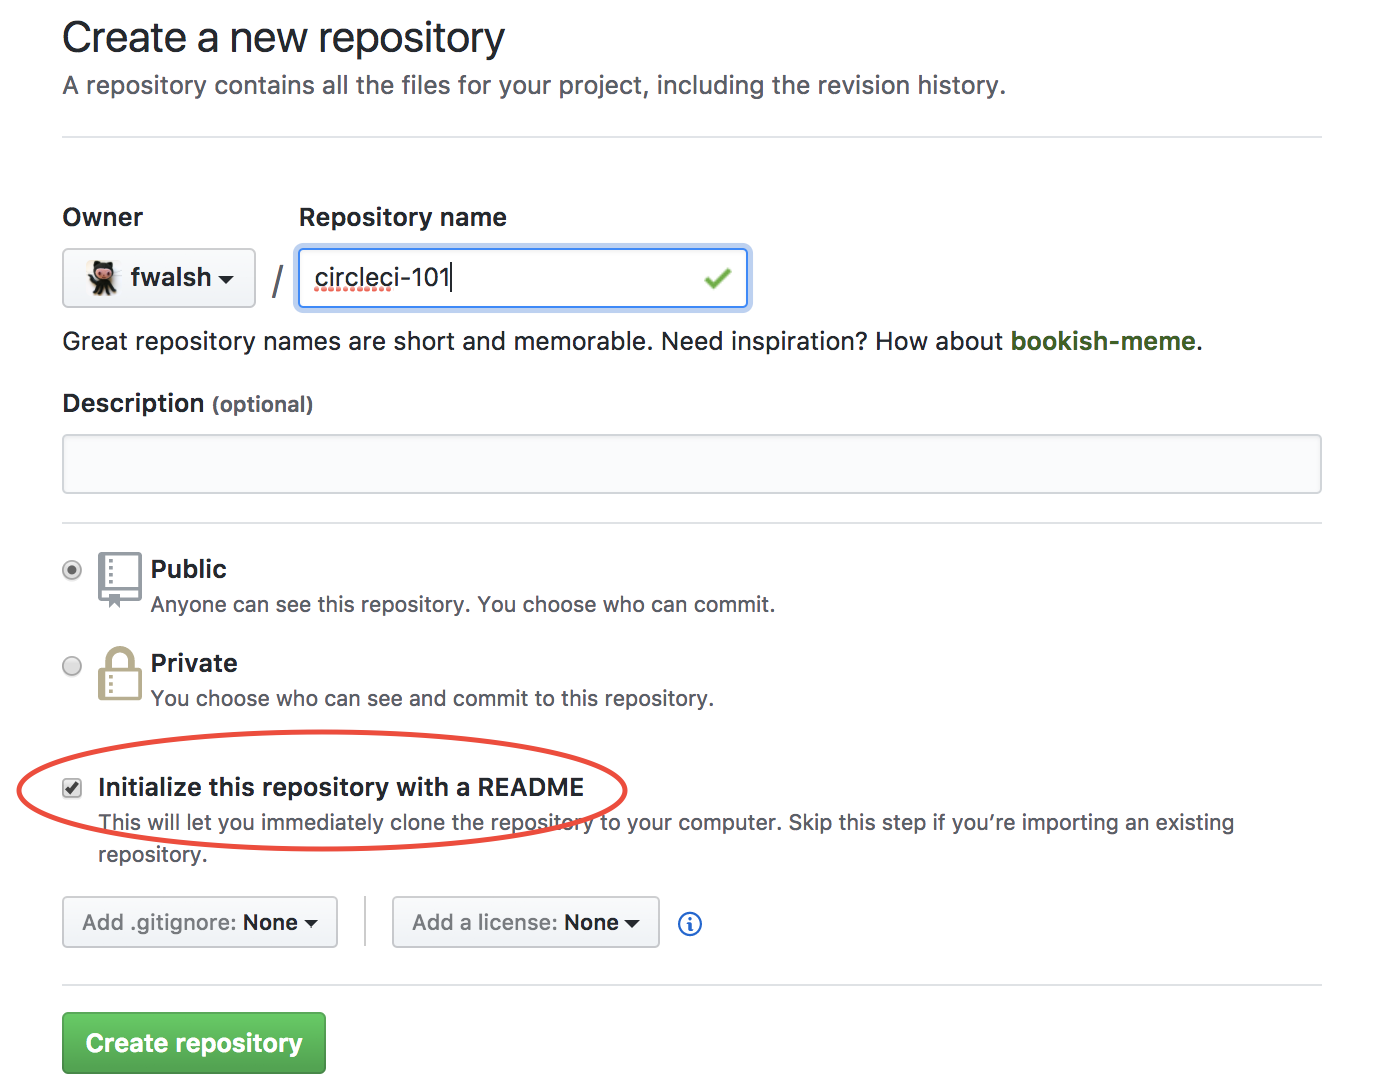 Create a new repository
A repository contains all the files for your project, including the revision history.
Owner Repository name
fwalsh / circleci-101
Great repository names are short and memorable. Need inspiration? How about bookish-meme.
Description (optional)
Public
Anyone can see this repository. You choose who can commit.
Private
You choose who can see and commit to this repository.
Initialize this repository with a README
This will let you immediately clone the repository to your computer. Skip this step if you’re importing an existing
repository.
Add .gitignore: None Add a license: None
Create repository